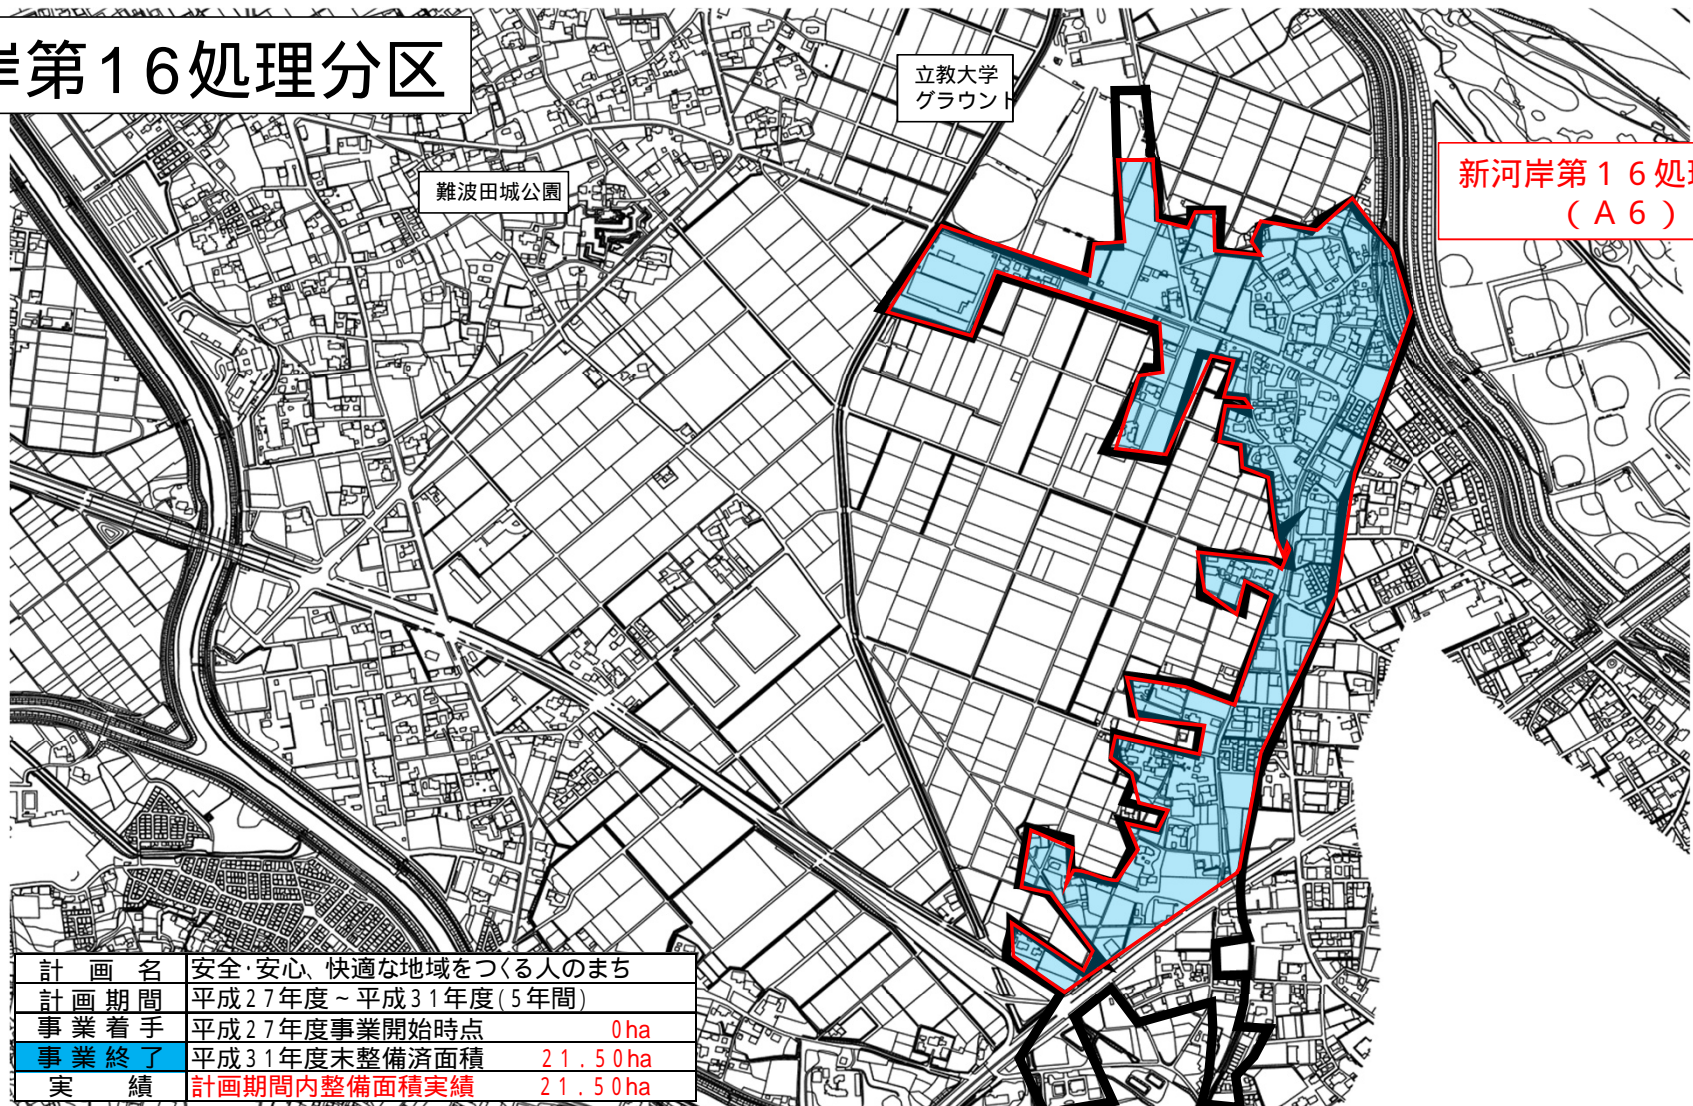 岸第16処理分区
立教大学
グラウンド
難波田城公園
新河岸第16処理
(A6)
計画名 安全・安心、快適な地域をつくる人のまち
計画期間 平成27年度~平成31年度(5年間)
事業着手 平成27年度事業開始時点 0ha
事業終了 平成31年度末整備済面積 21.50ha
実績 計画期間内整備面積実績 21.50ha